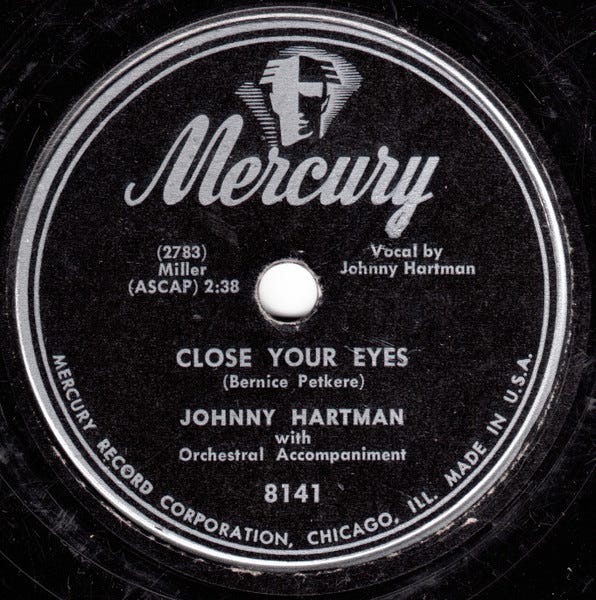 Mercury
(2783)
Miller
(ASCAP) 2:38
Vocal by
Johnny Hartman
CLOSE YOUR EYES
(Bernice Petkere)
JOHNNY HARTMAN
with
Orchestral Accompaniment
8141
MERCURY RECORD CORPORATION, CHICAGO, ILL. MADE IN U.S.A.